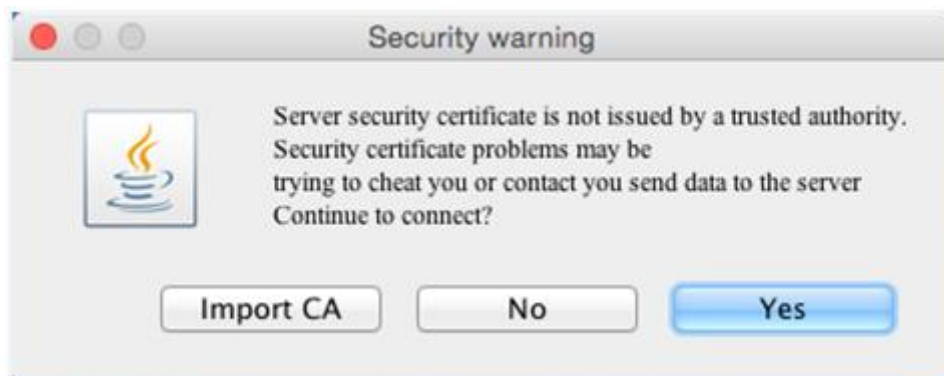 Security warning
Server security certificate is not issued by a trusted authority.
Security certificate problems may be
trying to cheat you or contact you send data to the server
Continue to connect?
Import CA
No
Yes